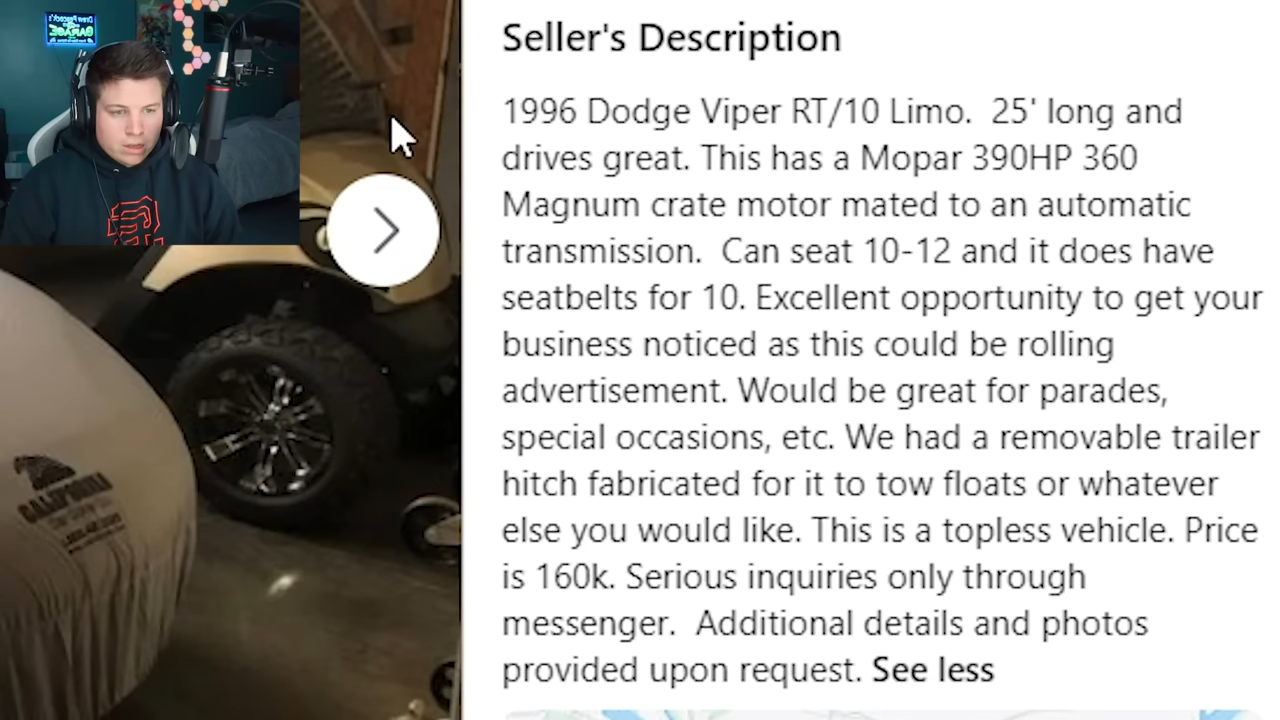 Seller's Description
1996 Dodge Viper RT/10 Limo.  25' long and
drives great. This has a Mopar 390HP 360
Magnum crate motor mated to an automatic
transmission.  Can seat 10-12 and it does have
seatbelts for 10. Excellent opportunity to get your
business noticed as this could be rolling
advertisement. Would be great for parades,
special occasions, etc. We had a removable trailer
hitch fabricated for it to tow floats or whatever
else you would like. This is a topless vehicle. Price
is 160k. Serious inquiries only through
messenger.  Additional details and photos
provided upon request. See less
CALIFORNIA